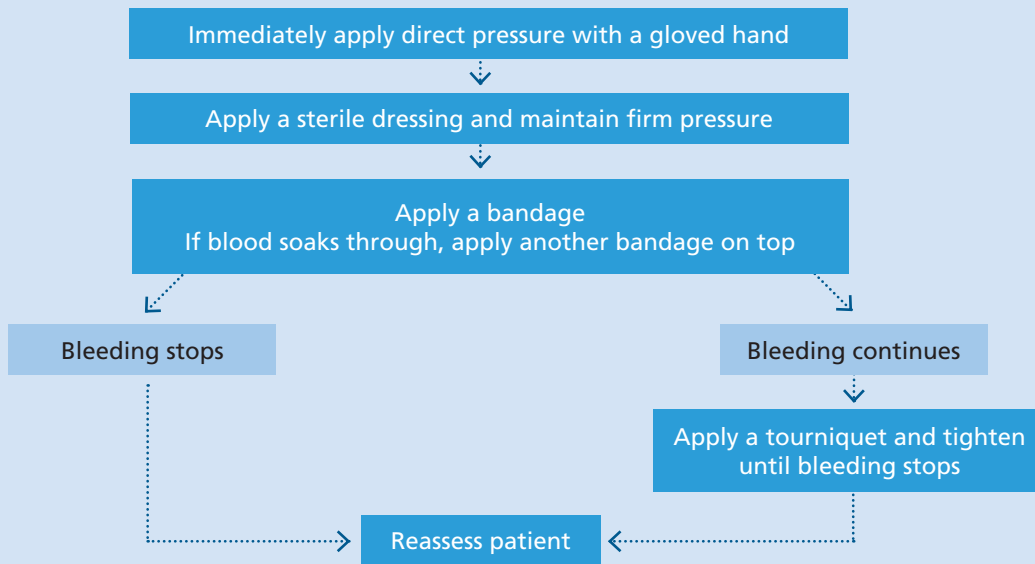 Immediately apply direct pressure with a gloved hand
Apply a sterile dressing and maintain firm pressure
Apply a bandage
If blood soaks through, apply another bandage on top
Bleeding stops
Bleeding continues
Apply a tourniquet and tighten
until bleeding stops
Reassess patient